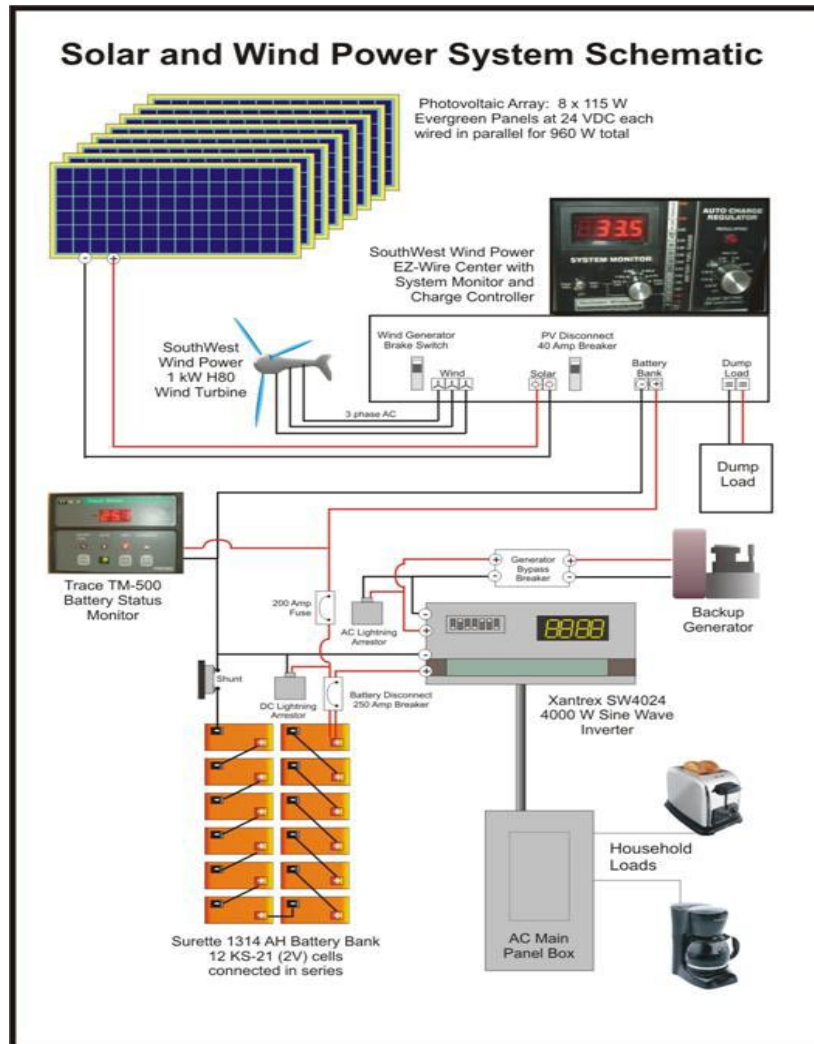 Solar and Wind Power System Schematic
Photovoltaic Array: 8 x 115 W
Evergreen Panels at 24 VDC each
wired in parallel for 960 W total
SouthWest Wind Power
EZ-Wire Center with
System Monitor and
Charge Controller
33.5
SYSTEM MONITOR
AUTO CHARGE
REGULATOR
SouthWest
Wind Power
1 kW H80
Wind Turbine
Wind Generator
Brake Switch
PV Disconnect
40 Amp Breaker
Wind
Solar
Battery
Bank
Dump
Load
3 phase AC
Dump
Load
Trace TM-500
Battery Status
Monitor
200 Amp
Fuse
AC Lightning
Arrestor
Generator
Bypass
Breaker
Backup
Generator
8888
Shunt
DC Lightning
Arrestor
Battery Disconnect
250 Amp Breaker
Xantrex SW4024
4000 W Sine Wave
Inverter
Household
Loads
AC Main
Panel Box
Surette 1314 AH Battery Bank
12 KS-21 (2V) cells
connected in series